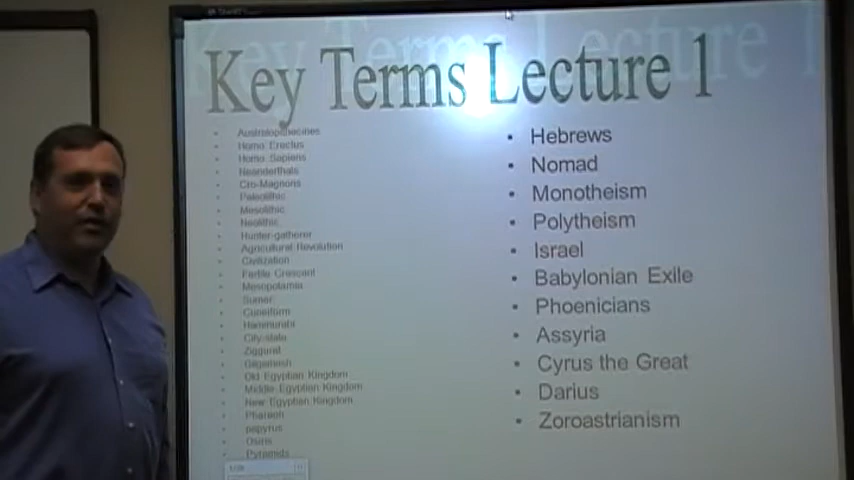 Key Terms Lecture 1
• Australopithecines
• Homo Erectus
• Homo Sapiens
• Neanderthals
• Cro-Magnons
• Paleolithic
• Mesolithic
• Neolithic
• Hunter-gatherer
• Agricultural Revolution
• Civilization
• Fertile Crescent
• Mesopotamia
• Sumer
• Cuneiform
• Hammurabi
• City-state
• Ziggurat
• Gilgamesh
• Old Egyptian Kingdom
• Middle Egyptian Kingdom
• New Egyptian Kingdom
• Pharaoh
• papyrus
• Osiris
• Pyramids
• Hebrews
• Nomad
• Monotheism
• Polytheism
• Israel
• Babylonian Exile
• Phoenicians
• Assyria
• Cyrus the Great
• Darius
• Zoroastrianism